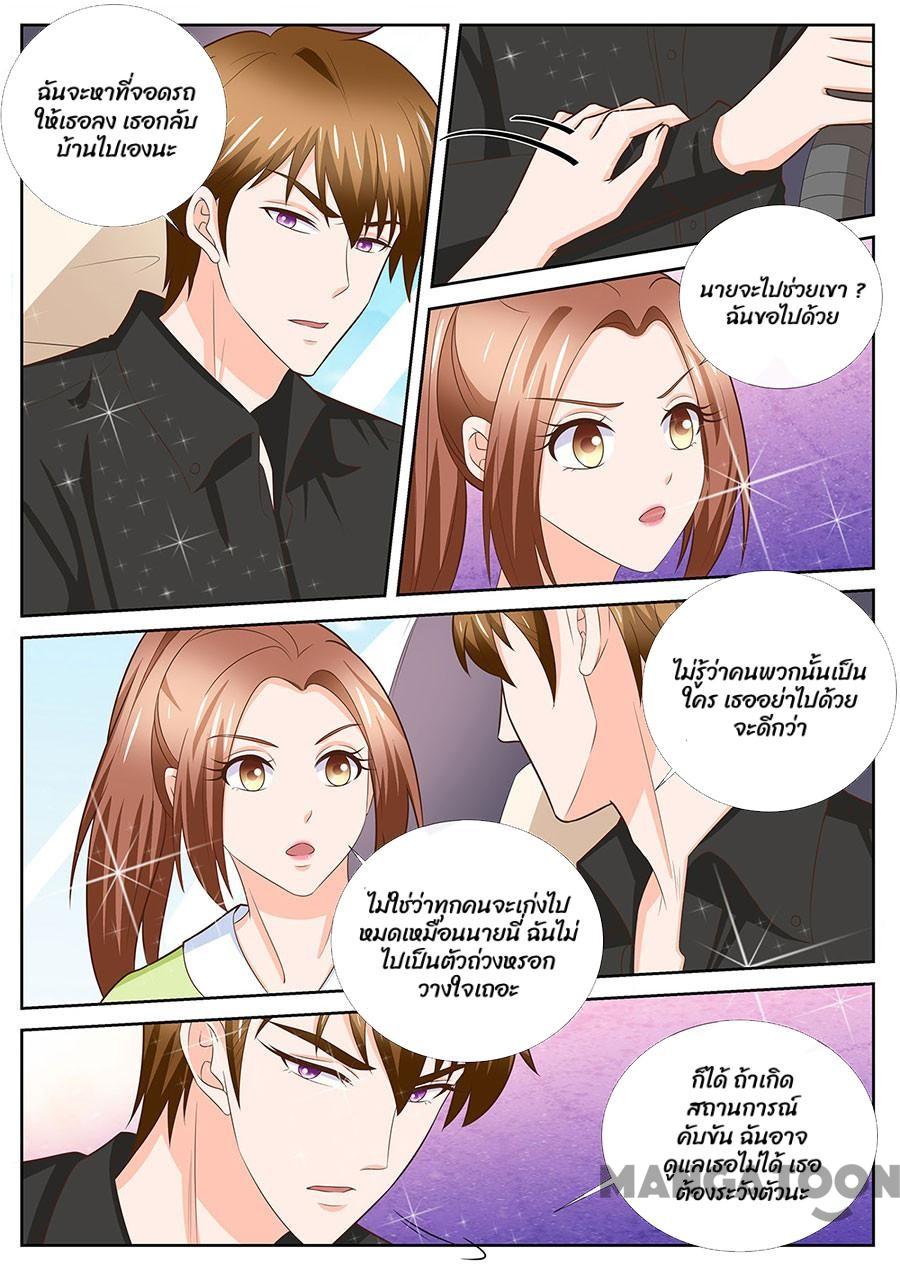 ฉันจะหาที่จอดรถ
ให้เธอลง เธอกลับ
บ้านไปเองนะ
นายจะไปช่วยเขา ?
ฉันขอไปด้วย
ไม่รู้ว่าคนพวกนั้นเป็น
ใคร เธออย่าไปด้วย
จะดีกว่า
ไม่ใช่ว่าทุกคนจะเก่งไป
หมดเหมือนนายนี่ ฉันไม่
ไปเป็นตัวถ่วงหรอก
วางใจเถอะ
ก็ได้ ถ้าเกิด
สถานการณ์
คับขัน ฉันอาจ
ดูแลเธอไม่ได้ เธอ
ต้องระวังตัวนะ
MANGATOON